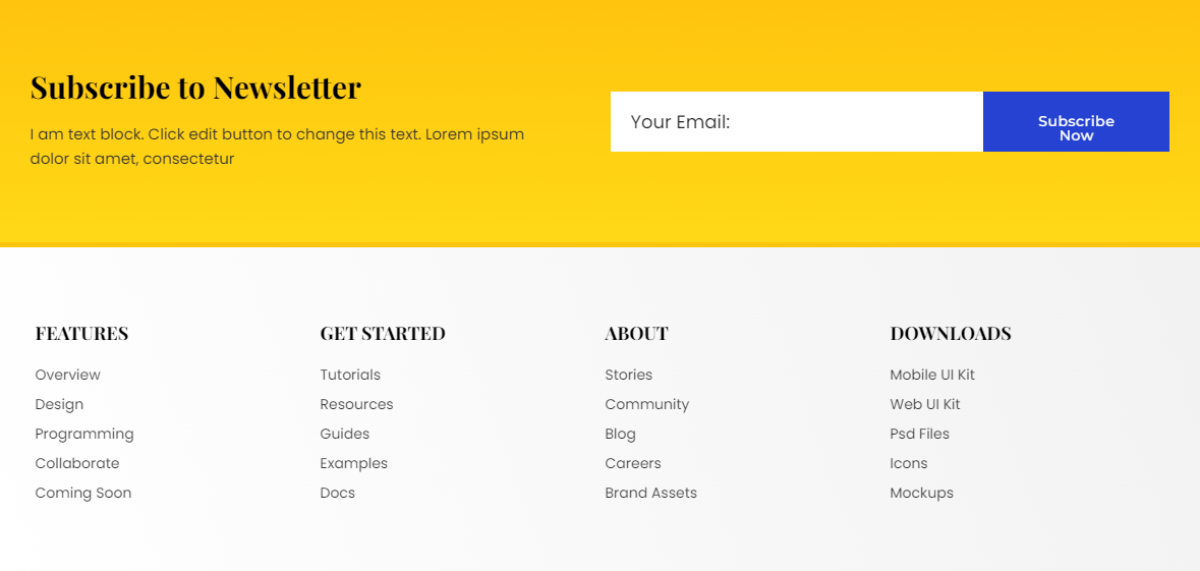 Subscribe to Newsletter
I am text block. Click edit button to change this text. Lorem ipsum
dolor sit amet, consectetur
Your Email:
Subscribe
Now
FEATURES
Overview
Design
Programming
Collaborate
Coming Soon
GET STARTED
Tutorials
Resources
Guides
Examples
Docs
ABOUT
Stories
Community
Blog
Careers
Brand Assets
DOWNLOADS
Mobile UI Kit
Web UI Kit
Psd Files
Icons
Mockups